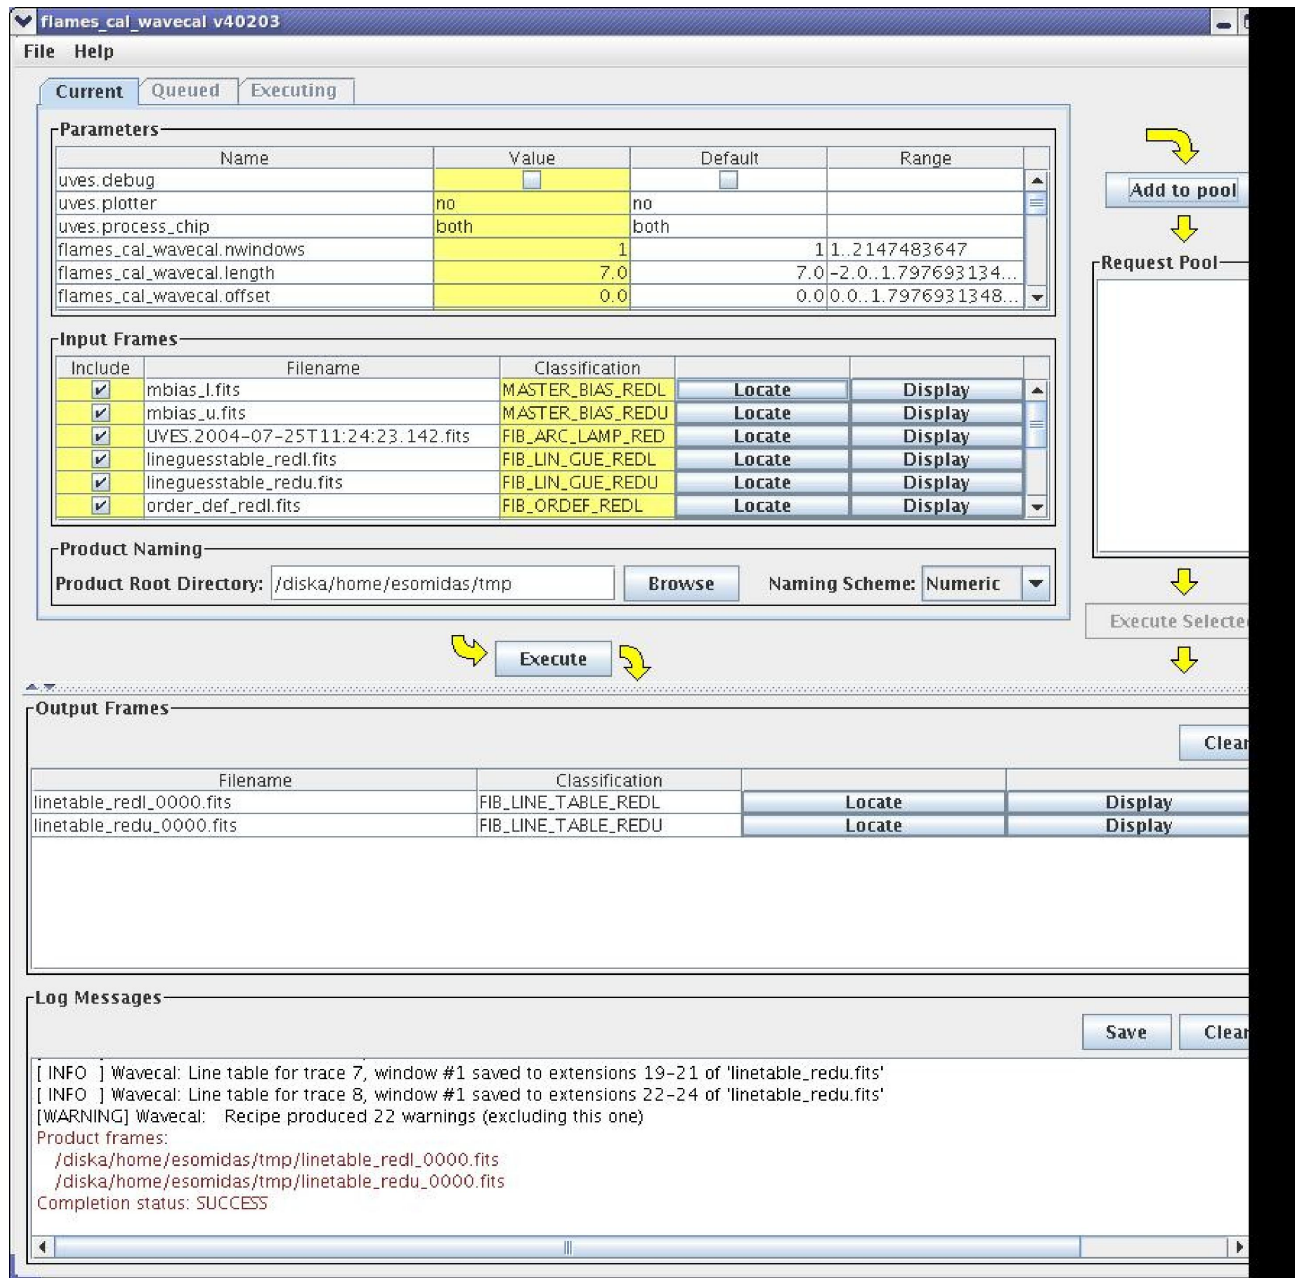 flames_cal_wavecal v40203
File Help
Current Queued Executing
Parameters
Name Value Default Range
uves.debug
uves.plotter no no
uves.process_chip both both
flames_cal_wavecal.nwindows 1 1 1..2147483647
flames_cal_wavecal.length 7.0 7.0 -2.0..1.797693134...
flames_cal_wavecal.offset 0.0 0.0 0.0..1.7976931348...
Add to pool
Request Pool
Input Frames
Include Filename Classification
mbias_l.fits MASTER_BIAS_REDL Locate Display
mbias_u.fits MASTER_BIAS_REDU Locate Display
UVES.2004-07-25T11:24:23.142.fits FIB_ARC_LAMP_RED Locate Display
lineguesstable_redl.fits FIB_LIN_GUE_REDL Locate Display
lineguesstable_redu.fits FIB_LIN_GUE_REDU Locate Display
order_def_redl.fits FIB_ORDEF_REDL Locate Display
Product Naming
Product Root Directory: /diska/home/esomidas/tmp Browse Naming Scheme: Numeric
Execute Selected
Execute
Output Frames
Clear
Filename Classification
linetable_redl_0000.fits FIB_LINE_TABLE_REDL Locate Display
linetable_redu_0000.fits FIB_LINE_TABLE_REDU Locate Display
Log Messages
Save Clear
[ INFO ] Wavecal: Line table for trace 7, window #1 saved to extensions 19-21 of 'linetable_redu.fits'
[ INFO ] Wavecal: Line table for trace 8, window #1 saved to extensions 22-24 of 'linetable_redu.fits'
[WARNING] Wavecal: Recipe produced 22 warnings (excluding this one)
Product frames:
/diska/home/esomidas/tmp/linetable_redl_0000.fits
/diska/home/esomidas/tmp/linetable_redu_0000.fits
Completion status: SUCCESS